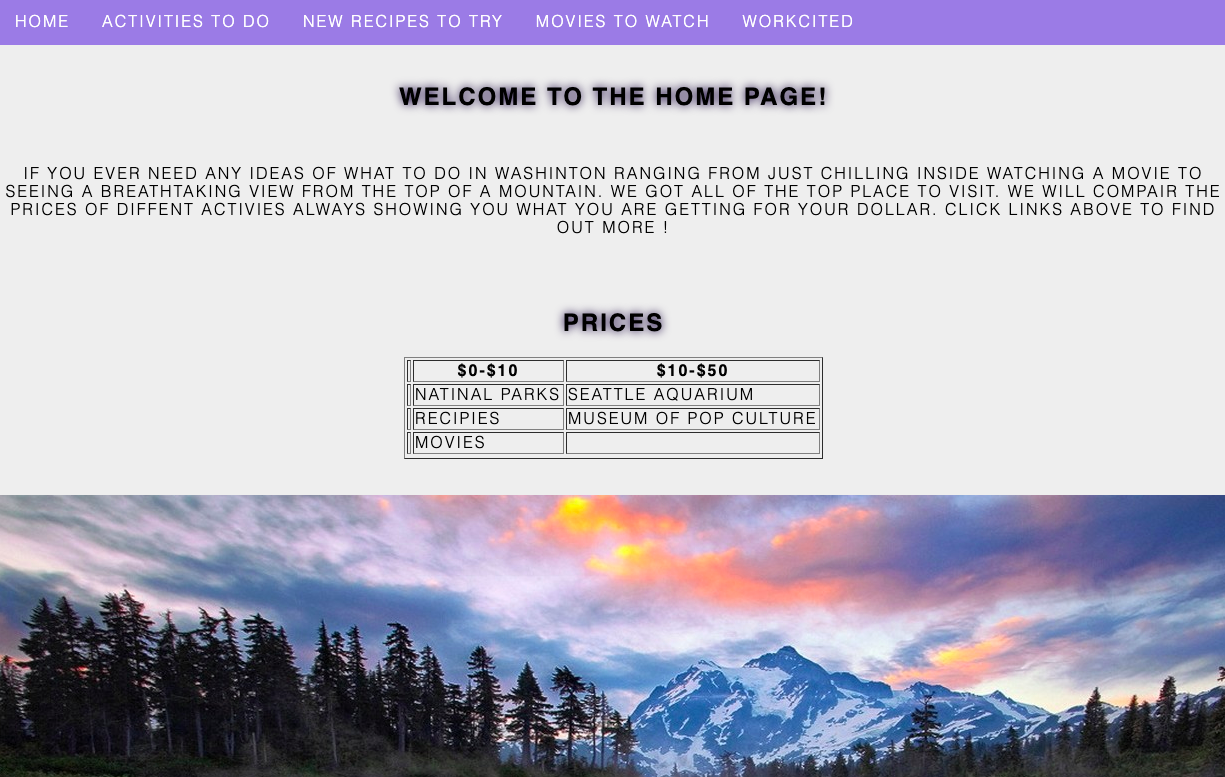 HOME ACTIVITIES TO DO NEW RECIPES TO TRY MOVIES TO WATCH WORKCITED
WELCOME TO THE HOME PAGE!
IF YOU EVER NEED ANY IDEAS OF WHAT TO DO IN WASHINTON RANGING FROM JUST CHILLING INSIDE WATCHING A MOVIE TO
SEEING A BREATHTAKING VIEW FROM THE TOP OF A MOUNTAIN. WE GOT ALL OF THE TOP PLACE TO VISIT. WE WILL COMPAIR THE
PRICES OF DIFFENT ACTIVIES ALWAYS SHOWING YOU WHAT YOU ARE GETTING FOR YOUR DOLLAR. CLICK LINKS ABOVE TO FIND
OUT MORE !
PRICES
$0-$10 $10-$50
NATINAL PARKS SEATTLE AQUARIUM
RECIPIES MUSEUM OF POP CULTURE
MOVIES